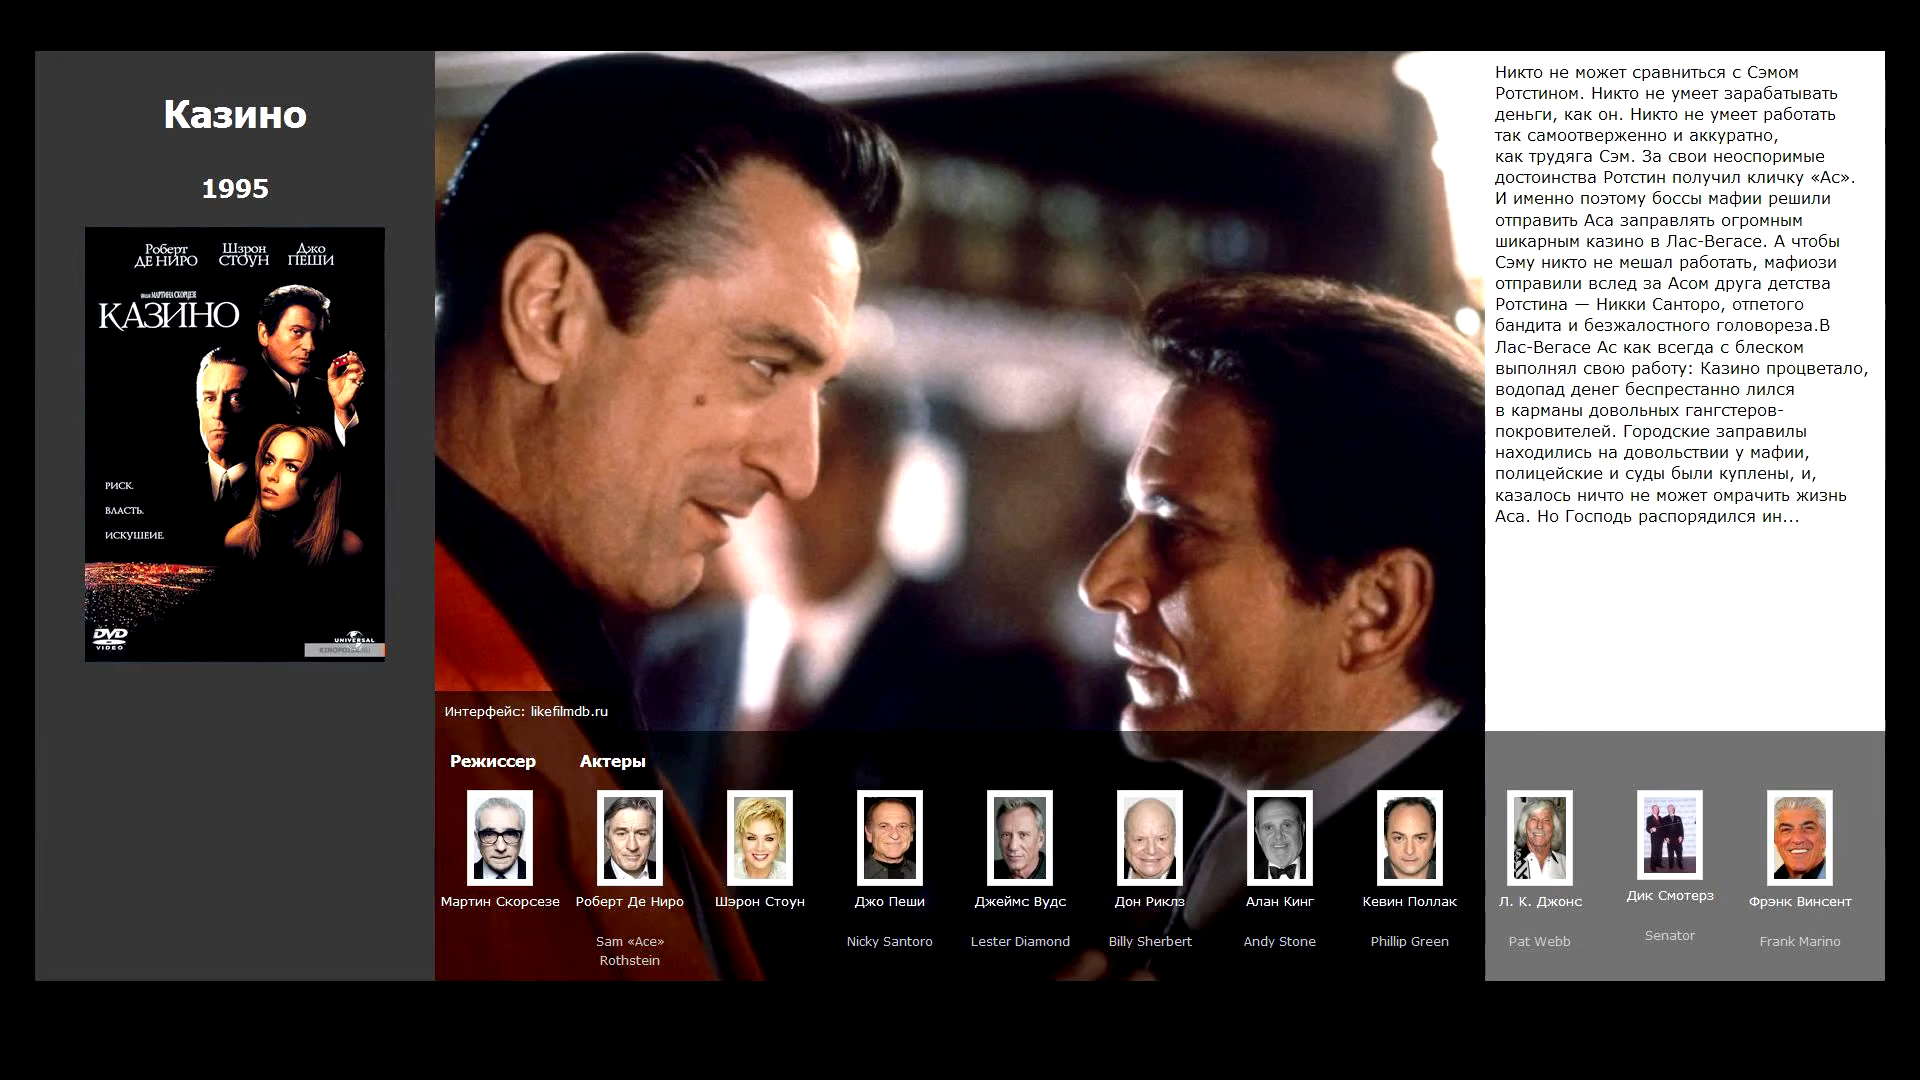 Казино
1995
Роберт ДЕ НИРО
Шэрон СТОУН
Джо ПЕШИ
КАЗИНО
РИСК.
ВЛАСТЬ.
DVD
VIDEO
UNIVERSAL
Никто не может сравниться с Сэмом
Ротстином. Никто не умеет зарабатывать
деньги, как он. Никто не умеет работать
так самоотверженно и аккуратно,
как трудяга Сэм. За свои неоспоримые
достоинства Ротстин получил кличку «Ас».
И именно поэтому боссы мафии решили
отправить Аса заправлять огромным
шикарным казино в Лас-Вегасе. А чтобы
Сэму никто не мешал работать, мафиози
отправили вслед за Асом друга детства
Ротстина — Никки Санторо, отпетого
бандита и безжалостного головореза.В
Лас-Вегасе Ас как всегда с блеском
выполнял свою работу: Казино процветало,
водопад денег беспрестанно лился
в карманы довольных гангстеров-
покровителей. Городские заправилы
находились на довольствии у мафии,
полицейские и суды были куплены, и,
казалось ничто не может омрачить жизнь
Аса. Но Господь распорядился ин...
Интерфейс: likefilmdb.ru
Режиссер
Актеры
Мартин Скорсезе
Роберт Де Ниро
Sam «Ace»
Rothstein
Шэрон Стоун
Джо Пеши
Nicky Santoro
Джеймс Вудс
Lester Diamond
Дон Риклз
Billy Sherbert
Алан Кинг
Andy Stone
Кевин Поллак
Phillip Green
Л. К. Джонс
Pat Webb
Дик Смотерз
Senator
Фрэнк Винсент
Frank Marino